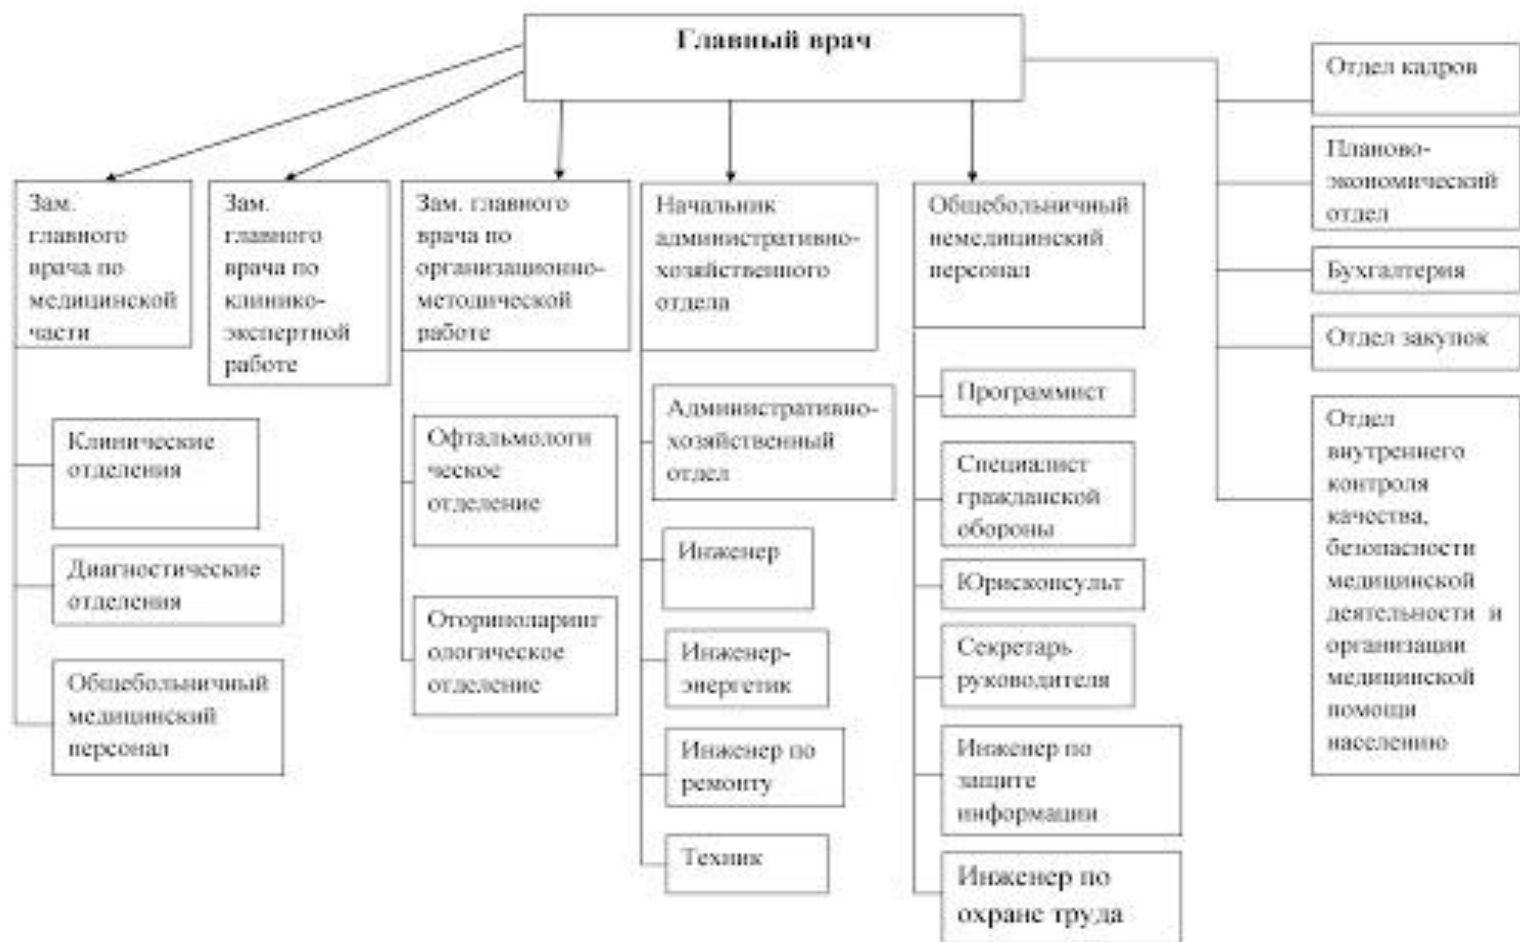 Главный врач
Зам.
главного
врача по
медицинской
части
Клинические
отделения
Диагностические
отделения
Общебольничный
медицинский
персонал
Зам.
главного
врача по
клинико-
экспертной
работе
Зам. главного
врача по
организационно-
методической
работе
Офтальмологи
ческое
отделение
Оториноларинг
ологическое
отделение
Начальник
административно-
хозяйственного
отдела
Административно-
хозяйственный
отдел
Инженер
Инженер-
энергетик
Инженер по
ремонту
Техник
Общебольничный
немедицинский
персонал
Программист
Специалист
гражданской
обороны
Юрисконсульт
Секретарь
руководителя
Инженер по
защите
информации
Инженер по
охране труда
Отдел кадров
Планово-
экономический
отдел
Бухгалтерия
Отдел закупок
Отдел
внутреннего
контроля
качества,
безопасности
медицинской
деятельности и
организации
медицинской
помощи
населению